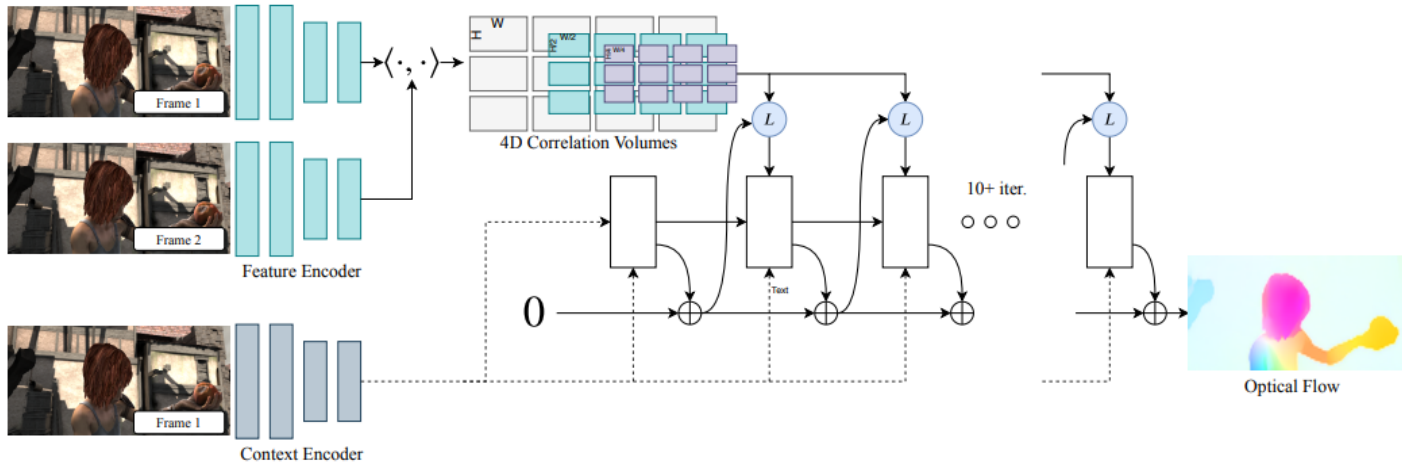 Frame 1
⟨·,·⟩
H W
H/2 W/2
H/4 W/4
4D Correlation Volumes
L
L
L
Frame 2
Feature Encoder
10+ iter.
Text
0
Frame 1
Context Encoder
Optical Flow